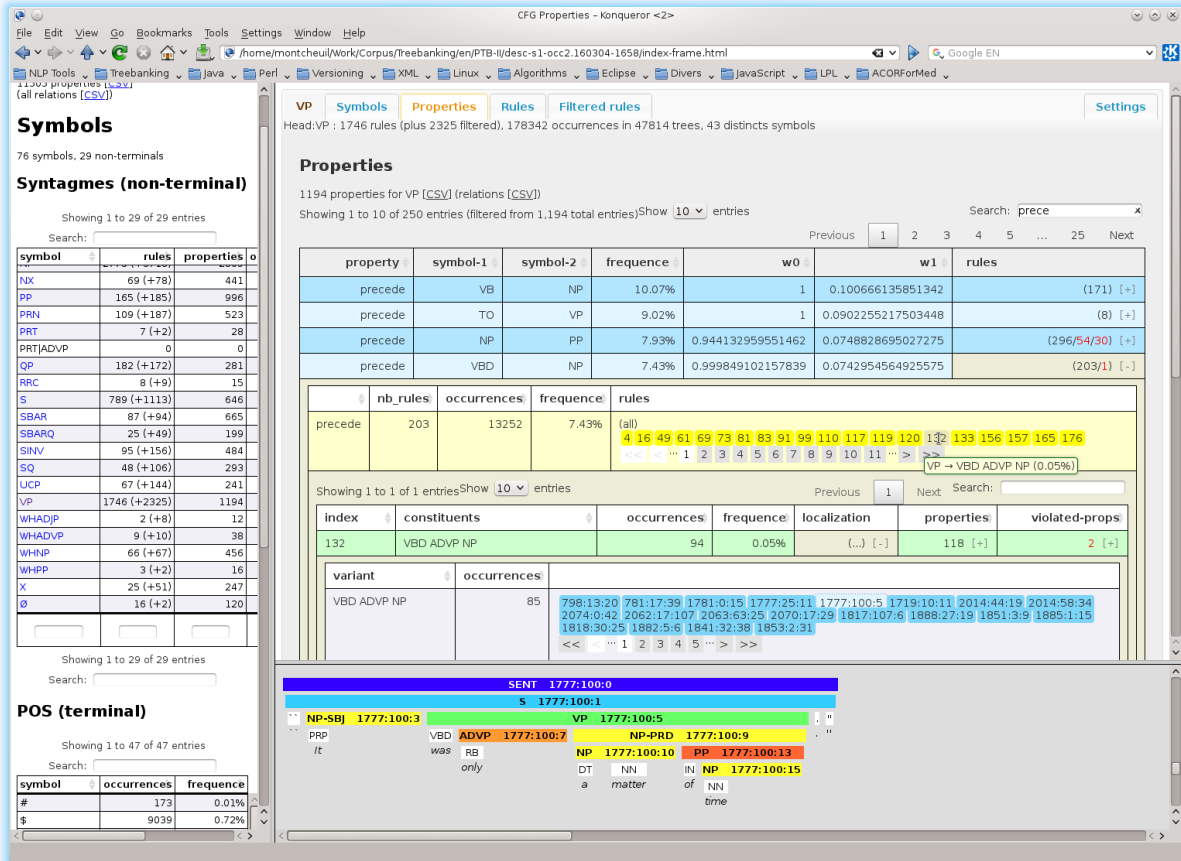 CFG Properties – Konqueror <2>
File Edit View Go Bookmarks Tools Settings Window Help
/home/montcheuil/Work/Corpus/Treebanking/en/PTB-II/desc-s1-occ2.160304-1658/index-frame.html
Google EN
NLP Tools Treebanking Java Perl Versioning XML Linux Algorithms Eclipse Divers JavaScript LPL ACORForMed
(all relations [CSV])
Symbols
76 symbols, 29 non-terminals
Syntagmes (non-terminal)
Showing 1 to 29 of 29 entries
Search:
symbol rules properties o
NX 69 (+78) 441
PP 165 (+185) 996
PRN 109 (+187) 523
PRT 7 (+2) 28
PRT|ADVP 0 0
QP 182 (+172) 281
RRC 8 (+9) 15
S 789 (+1113) 646
SBAR 87 (+94) 665
SBARQ 25 (+49) 199
SINV 95 (+156) 484
SQ 48 (+106) 293
UCP 67 (+144) 241
VP 1746 (+2325) 1194
WHADJP 2 (+8) 12
WHADVP 9 (+10) 38
WHNP 66 (+67) 456
WHPP 3 (+2) 16
X 25 (+51) 247
Ø 16 (+2) 120
Showing 1 to 29 of 29 entries
Search:
POS (terminal)
Showing 1 to 47 of 47 entries
Search:
symbol occurrences frequence
# 173 0.01%
$ 9039 0.72%
VP Symbols Properties Rules Filtered rules Settings
Head:VP : 1746 rules (plus 2325 filtered), 178342 occurrences in 47814 trees, 43 distincts symbols
Properties
1194 properties for VP [CSV] (relations [CSV])
Showing 1 to 10 of 250 entries (filtered from 1,194 total entries) Show 10 entries Search: prece x
Previous 1 2 3 4 5 ... 25 Next
property symbol-1 symbol-2 frequence w0 w1 rules
precede VB NP 10.07% 1 0.100666135851342 (171) [+]
precede TO VP 9.02% 1 0.0902255217503448 (8) [+]
precede NP PP 7.93% 0.944132959551462 0.0748828695027275 (296/54/30) [+]
precede VBD NP 7.43% 0.999849102157839 0.0742954564925575 (203/1) [-]
nb_rules occurrences frequence rules
precede 203 13252 7.43% (all)
4 16 49 61 69 73 81 83 91 99 110 117 119 120 132 133 156 157 165 176
<< < ... 1 2 3 4 5 6 7 8 9 10 11 ... > >>
VP → VBD ADVP NP (0.05%)
Showing 1 to 1 of 1 entries Show 10 entries Previous 1 Next Search:
index constituents occurrences frequence localization properties violated-props
132 VBD ADVP NP 94 0.05% (...) [-] 118 [+] 2 [+]
variant occurrences
VBD ADVP NP 85 798:13:20 781:17:39 1781:0:15 1777:25:11 1777:100:5 1719:10:11 2014:44:19 2014:58:34
2074:0:42 2062:17:107 2063:63:25 2070:17:29 1817:107:6 1888:27:19 1851:3:9 1885:1:15
1818:30:25 1882:5:6 1841:32:38 1853:2:31
<< < ... 1 2 3 4 5 ... > >>
SENT 1777:100:0
S 1777:100:1
`` NP-SBJ 1777:100:3 VP 1777:100:5 . "
`` PRP VBD ADVP 1777:100:7 NP-PRD 1777:100:9 . "
It was RB NP 1777:100:10 PP 1777:100:13
only DT NN IN NP 1777:100:15
a matter of NN
time